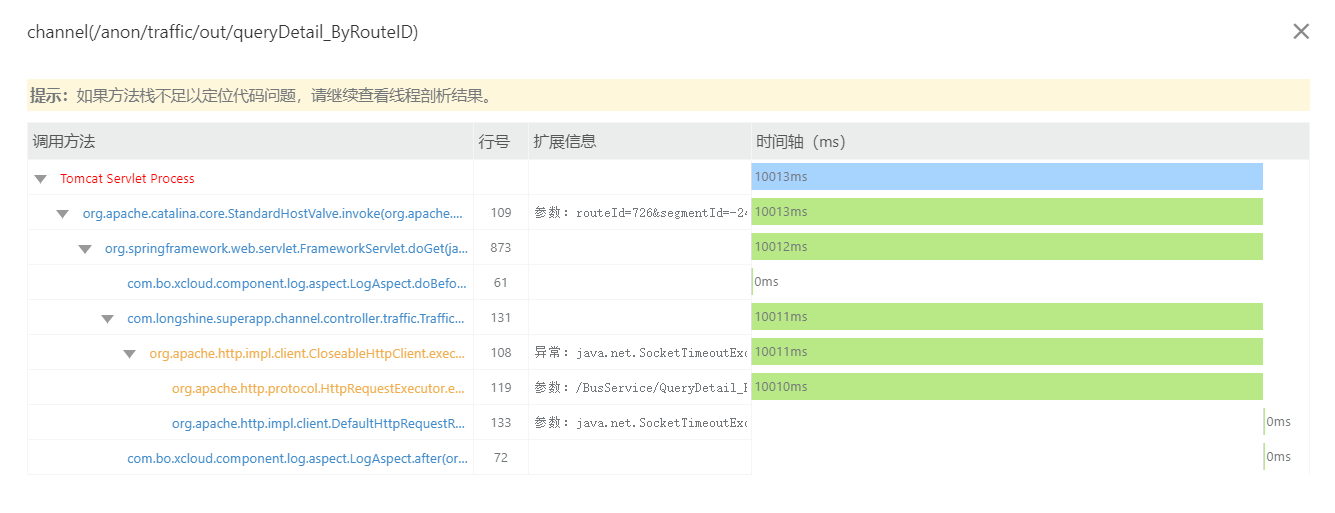 channel(/anon/traffic/out/queryDetail_ByRouteID)
提示：如果方法栈不足以定位代码问题，请继续查看线程剖析结果。
调用方法 行号 扩展信息 时间轴（ms）
Tomcat Servlet Process 10013ms
org.apache.catalina.core.StandardHostValve.invoke(org.apache.... 109 参数：routeId=726&segmentId=-24 10013ms
org.springframework.web.servlet.FrameworkServlet.doGet(ja... 873 10012ms
com.bo.xcloud.component.log.aspect.LogAspect.doBefo... 61 0ms
com.longshine.superapp.channel.controller.traffic.Traffic... 131 10011ms
org.apache.http.impl.client.CloseableHttpClient.exec... 108 异常：java.net.SocketTimeoutExc 10011ms
org.apache.http.protocol.HttpRequestExecutor.e... 119 参数：/BusService/QueryDetail_ 10010ms
org.apache.http.impl.client.DefaultHttpRequestR... 133 参数：java.net.SocketTimeoutExc 0ms
com.bo.xcloud.component.log.aspect.LogAspect.after(or... 72 0ms